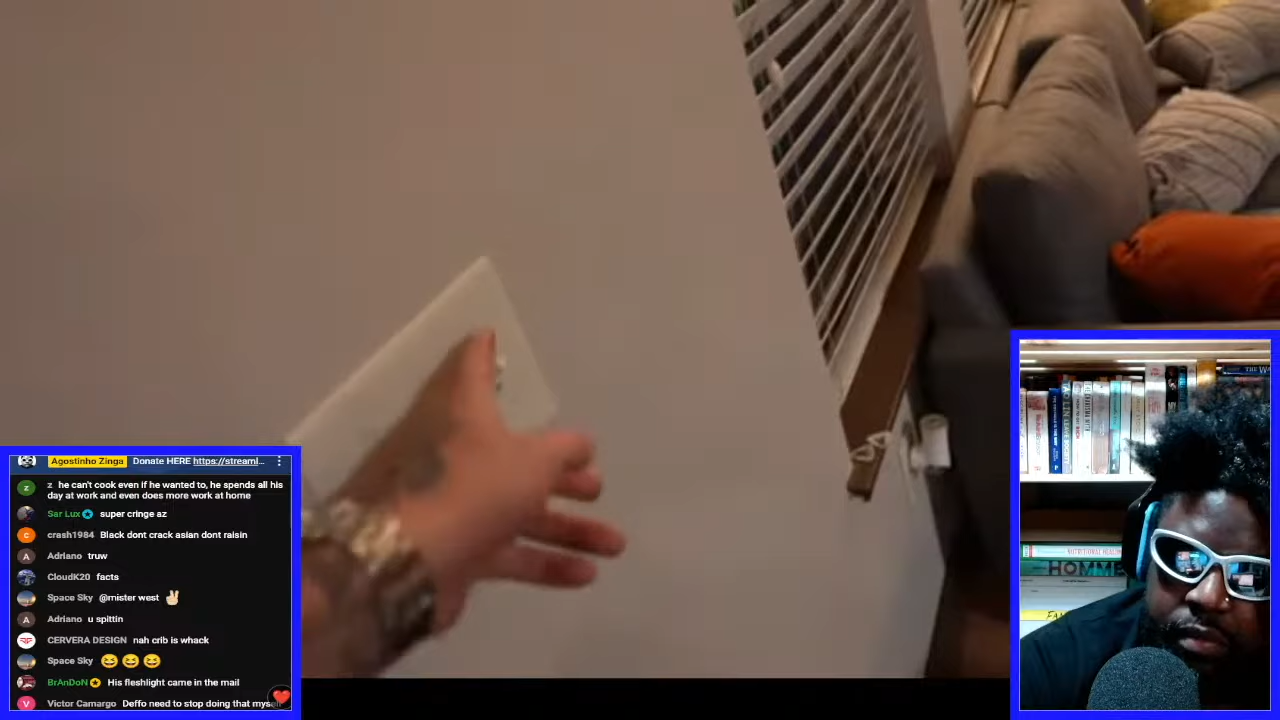 Agostinho Zinga Donate HERE https://streaml...
z he can't cook even if he wanted to, he spends all his
day at work and even does more work at home
Sar Lux super cringe az
crash1984 Black dont crack asian dont raisin
Adriano truw
CloudK20 facts
Space Sky @mister west ✌🏻
Adriano u spittin
CERVERA DESIGN nah crib is whack
Space Sky 😆 😆 😆
BrAnDoN His fleshlight came in the mail
Victor Camargo Deffo need to stop doing that myse
HOMME